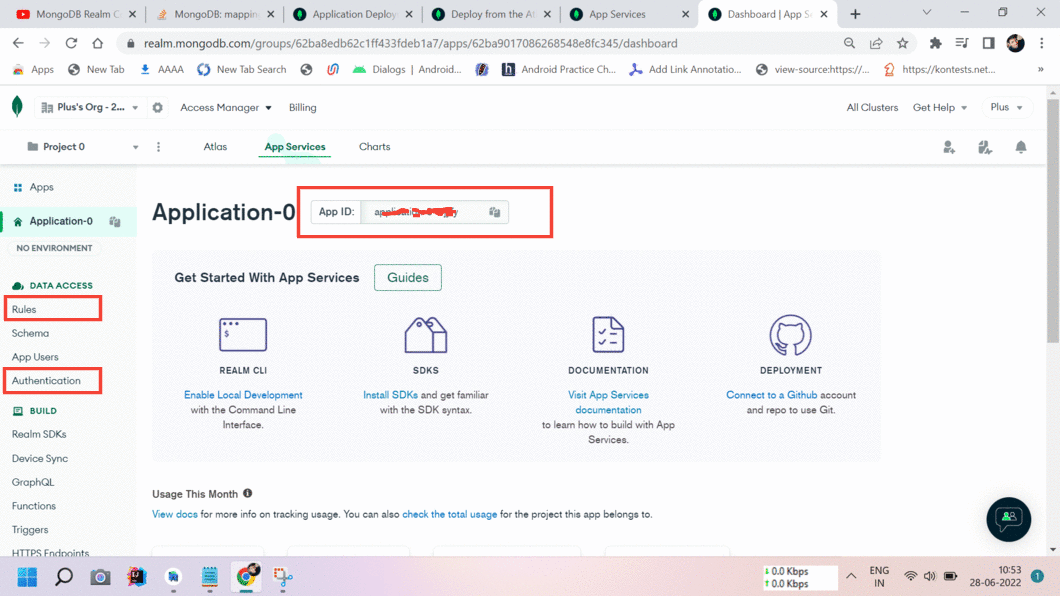 MongoDB Realm C
MongoDB: mapping
Application Deploy
Deploy from the At
App Services
Dashboard | App S
realm.mongodb.com/groups/62ba8edb62c1ff433fdeb1a7/apps/62ba9017086268548e8fc345/dashboard
Apps
New Tab
AAAA
New Tab Search
Dialogs | Android...
Android Practice Ch...
Add Link Annotatio...
view-source:https://...
https://kontests.net...
»
Plus's Org - 2...
Access Manager
Billing
All Clusters
Get Help
Plus
Project 0
Atlas
App Services
Charts
Apps
Application-0
NO ENVIRONMENT
DATA ACCESS
Rules
Schema
App Users
Authentication
BUILD
Realm SDKs
Device Sync
GraphQL
Functions
Triggers
HTTPS Endpoints
Application-0
App ID:
Get Started With App Services
Guides
REALM CLI
Enable Local Development
with the Command Line
Interface.
SDKS
Install SDKs and get familiar
with the SDK syntax.
DOCUMENTATION
Visit App Services
documentation
to learn how to build with App
Services.
DEPLOYMENT
Connect to a Github account
and repo to use Git.
Usage This Month
View docs for more info on tracking usage. You can also check the total usage for the project this app belongs to.
0.0 Kbps
0.0 Kbps
ENG
IN
10:53
28-06-2022
1